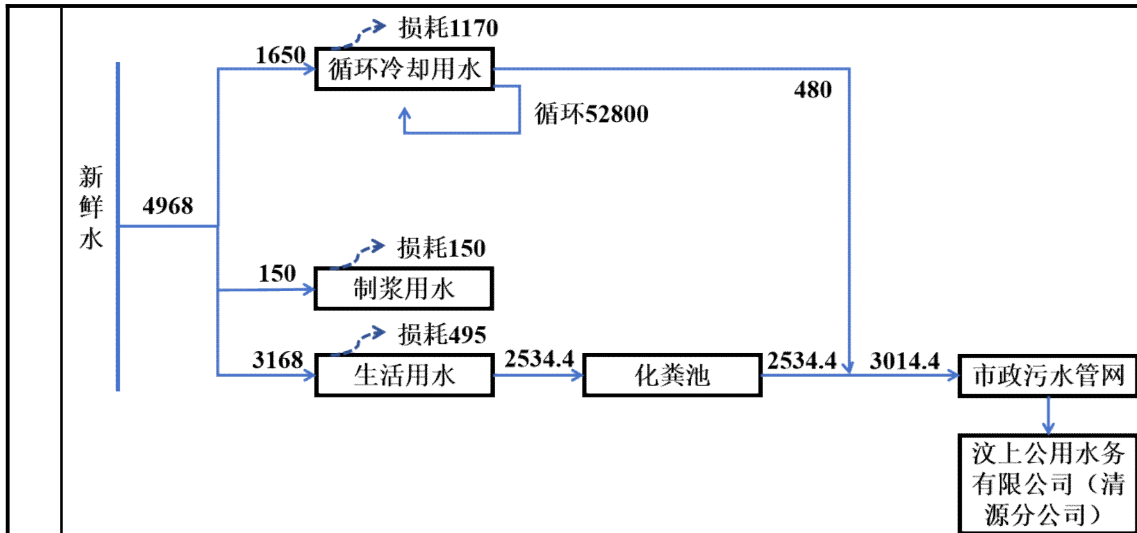 损耗1170
1650
循环冷却用水
480
循环52800
新鲜水
4968
损耗150
150
制浆用水
损耗495
3168
生活用水
2534.4
化粪池
2534.4
3014.4
市政污水管网
汶上公用水务
有限公司（清
源分公司）